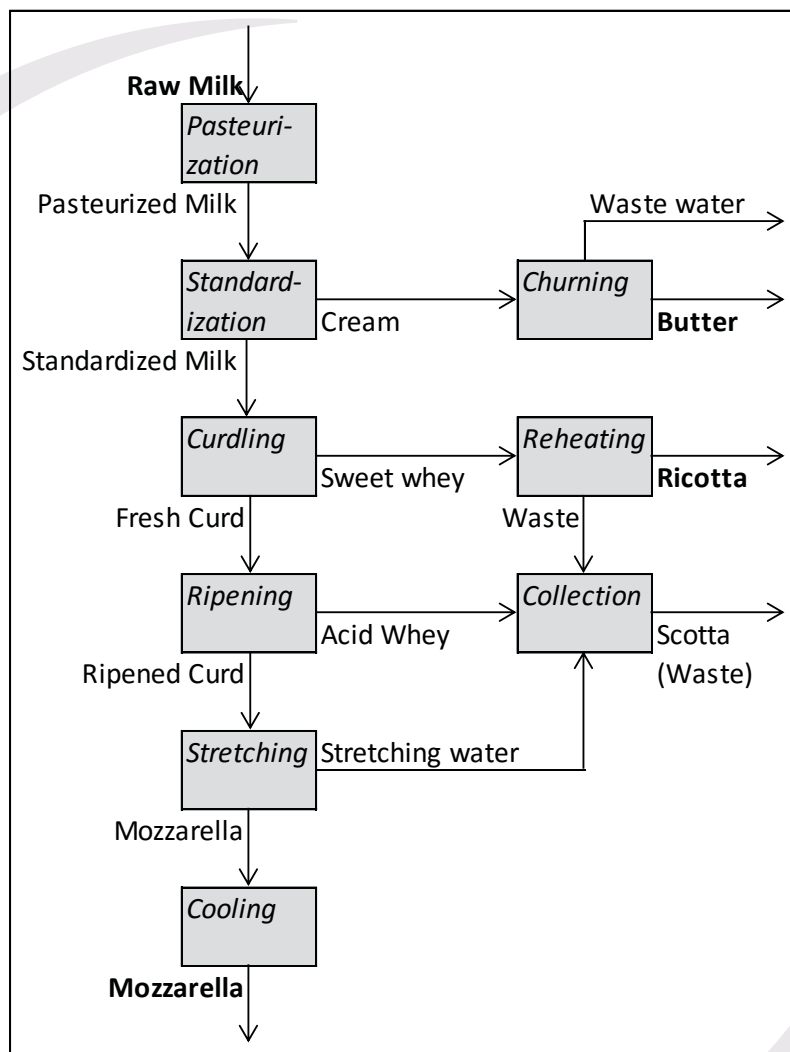 Raw Milk
Pasteuri-
zation
Pasteurized Milk
Waste water
Standard-
ization
Cream
Churning
Butter
Standardized Milk
Curdling
Sweet whey
Reheating
Ricotta
Fresh Curd
Waste
Ripening
Acid Whey
Collection
Scotta
(Waste)
Ripened Curd
Stretching
Stretching water
Mozzarella
Cooling
Mozzarella